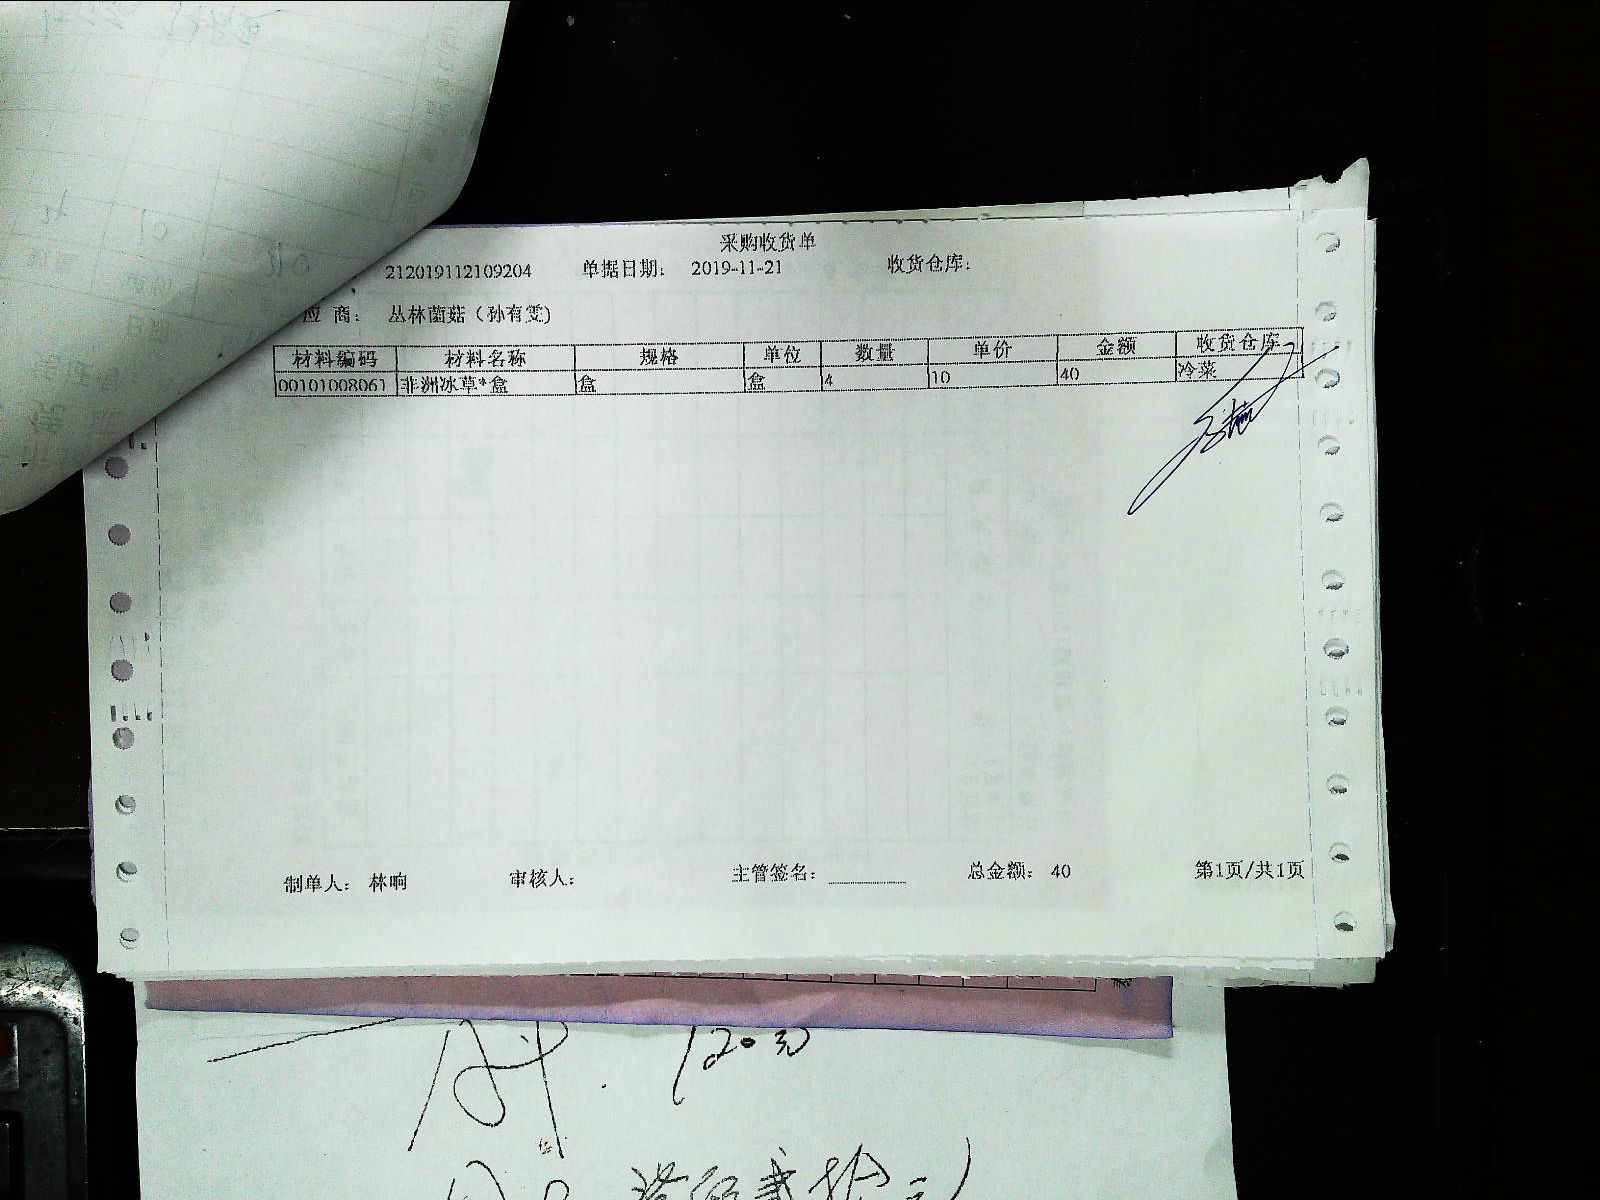 采购收货单
212019112109204 单据日期: 2019-11-21 收货仓库:
应 商: 丛林菌菇(孙有雯)
材料编码 材料名称 规格 单位 数量 单价 金额 收货仓库
00101008061 非洲冰草*盒 盒 盒 4 10 40 冷菜
制单人: 林响 审核人: 主管签名: 总金额: 40 第1页/共1页